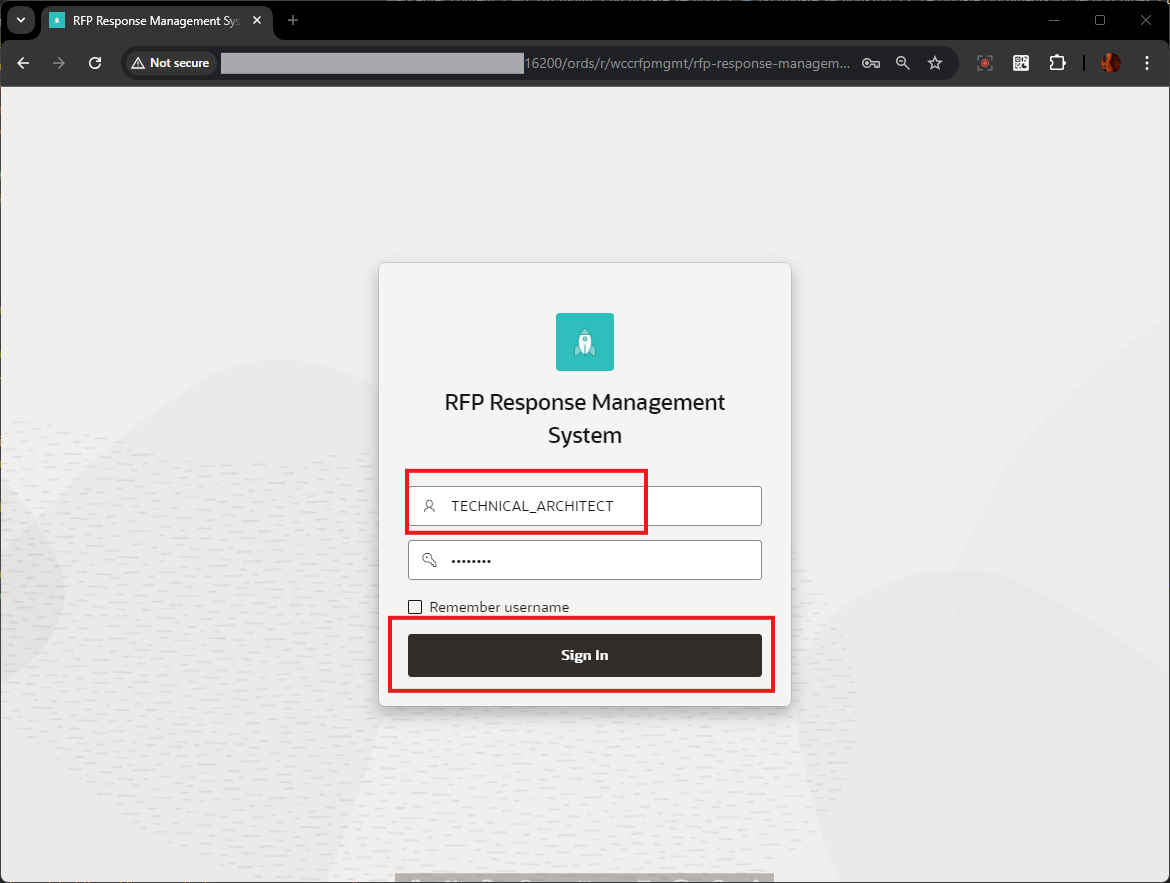 RFP Response Management Sys
Not secure
16200/ords/r/wccrfpmgmt/rfp-response-managem...
RFP Response Management
System
TECHNICAL_ARCHITECT
••••••••
Remember username
Sign In